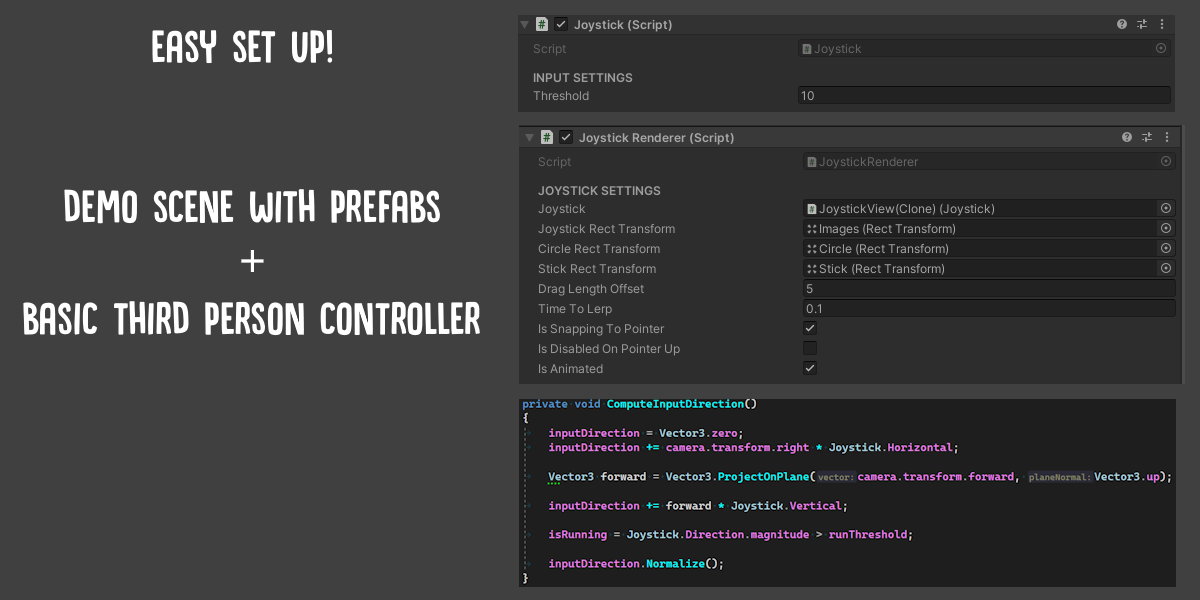 EASY SET UP!
DEMO SCENE WITH PREFABS
+
BASIC THIRD PERSON CONTROLLER
# Joystick (Script)
Script # Joystick
INPUT SETTINGS
Threshold 10
# Joystick Renderer (Script)
Script # JoystickRenderer
JOYSTICK SETTINGS
Joystick # JoystickView(Clone) (Joystick)
Joystick Rect Transform Images (Rect Transform)
Circle Rect Transform Circle (Rect Transform)
Stick Rect Transform Stick (Rect Transform)
Drag Length Offset 5
Time To Lerp 0.1
Is Snapping To Pointer
Is Disabled On Pointer Up
Is Animated
private void ComputeInputDirection()
{
inputDirection = Vector3.zero;
inputDirection += camera.transform.right * Joystick.Horizontal;
Vector3 forward = Vector3.ProjectOnPlane(vector: camera.transform.forward, planeNormal: Vector3.up);
inputDirection += forward * Joystick.Vertical;
isRunning = Joystick.Direction.magnitude > runThreshold;
inputDirection.Normalize();
}